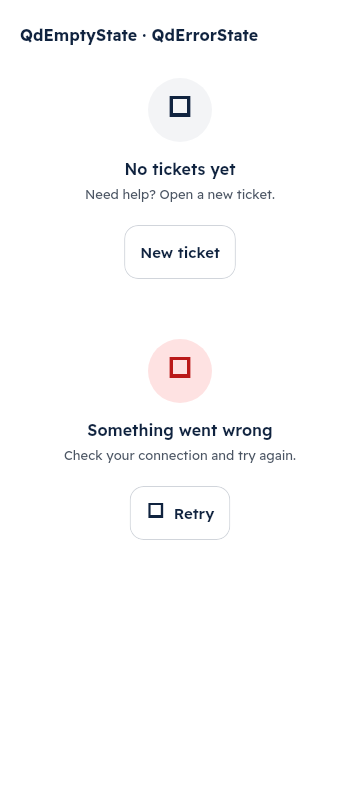 QdEmptyState · QdErrorState
No tickets yet
Need help? Open a new ticket.
New ticket
Something went wrong
Check your connection and try again.
Retry